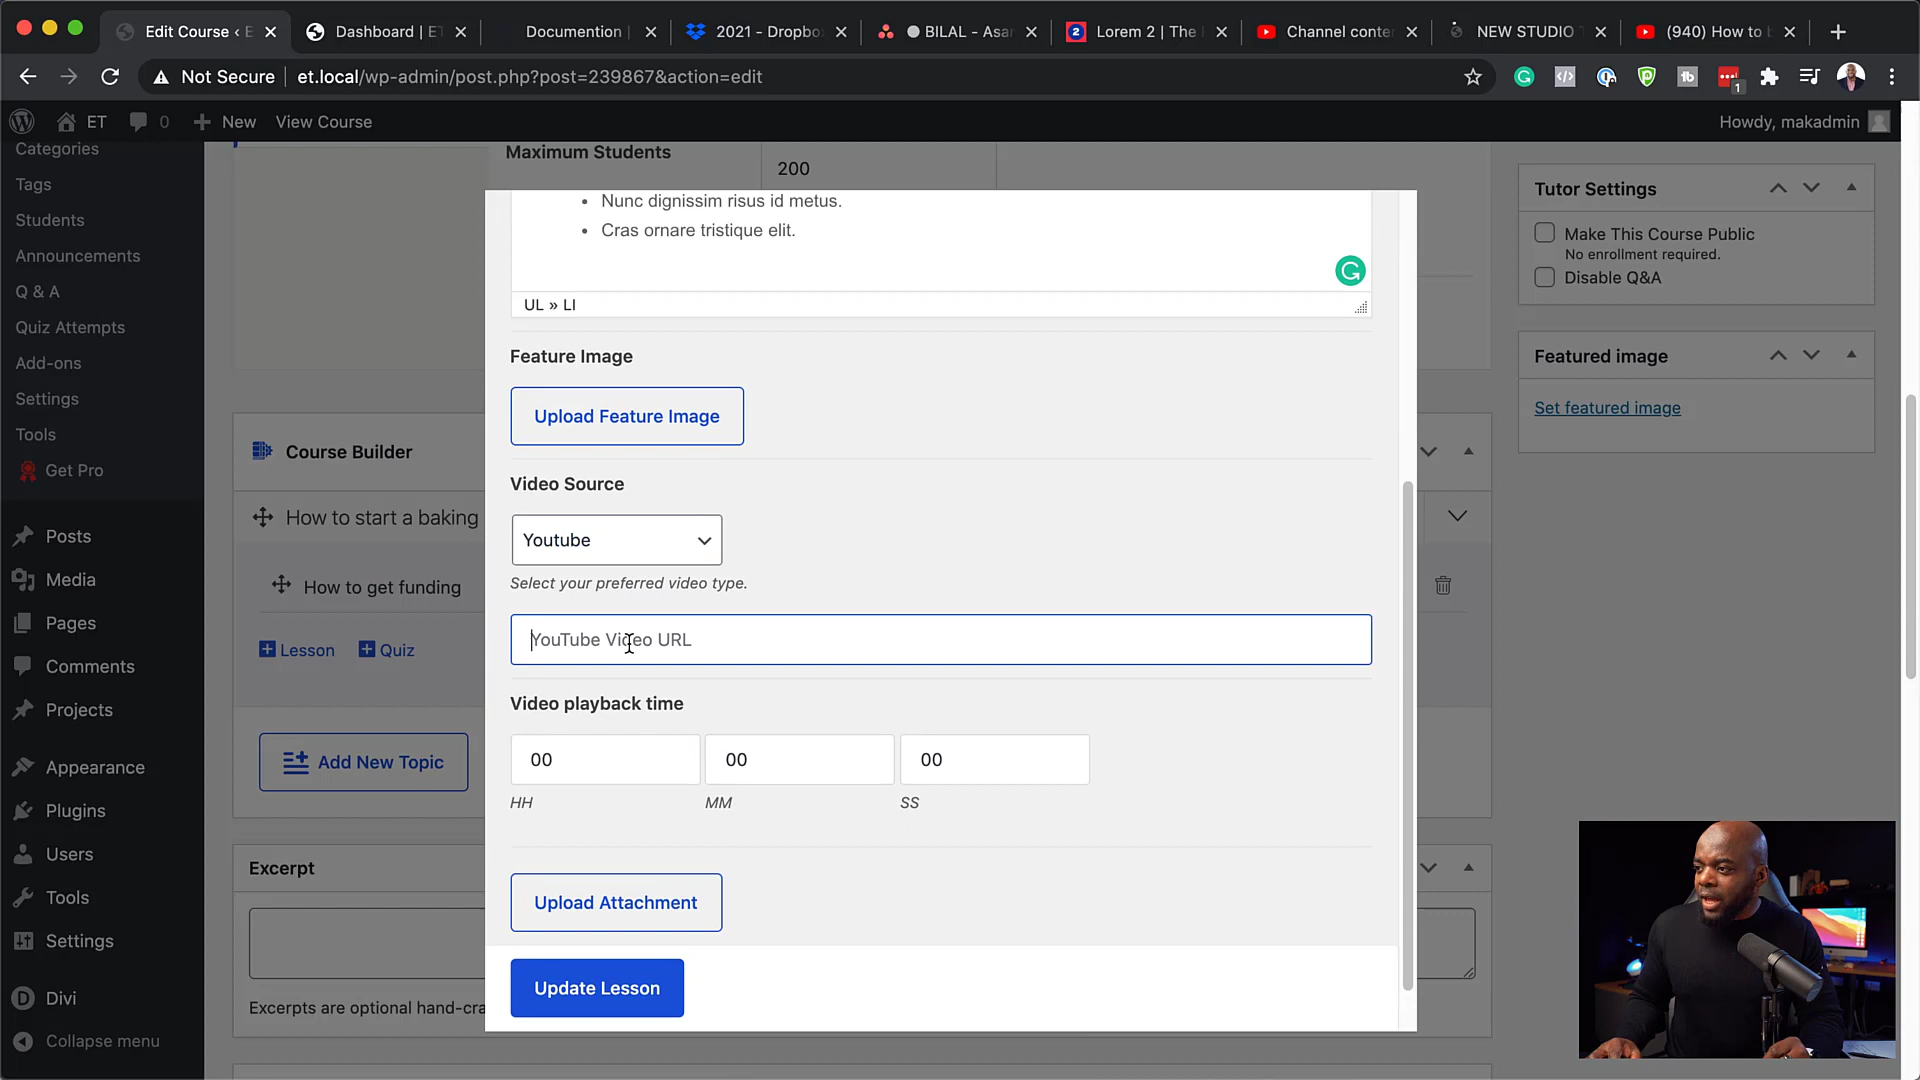 Edit Course ‹ E
Dashboard | ET
Documention |
2021 - Dropbo
BILAL - Asan
2
Lorem 2 | The
Channel conte
NEW STUDIO
(940) How to b
Not Secure
et.local/wp-admin/post.php?post=239867&action=edit
1
ET
0
New
View Course
Howdy, makadmin
Categories
Tags
Students
Announcements
Q & A
Quiz Attempts
Add-ons
Settings
Tools
Get Pro
Posts
Media
Pages
Comments
Projects
Appearance
Plugins
Users
Tools
Settings
Divi
Collapse menu
Maximum Students
200
Course Builder
How to start a baking
How to get funding
Lesson
Quiz
Add New Topic
Excerpt
Excerpts are optional hand-cra
Nunc dignissim risus id metus.
Cras ornare tristique elit.
UL » LI
Feature Image
Upload Feature Image
Video Source
Youtube
Select your preferred video type.
YouTube Video URL
Video playback time
00
00
00
HH
MM
SS
Upload Attachment
Update Lesson
Tutor Settings
Make This Course Public
No enrollment required.
Disable Q&A
Featured image
Set featured image